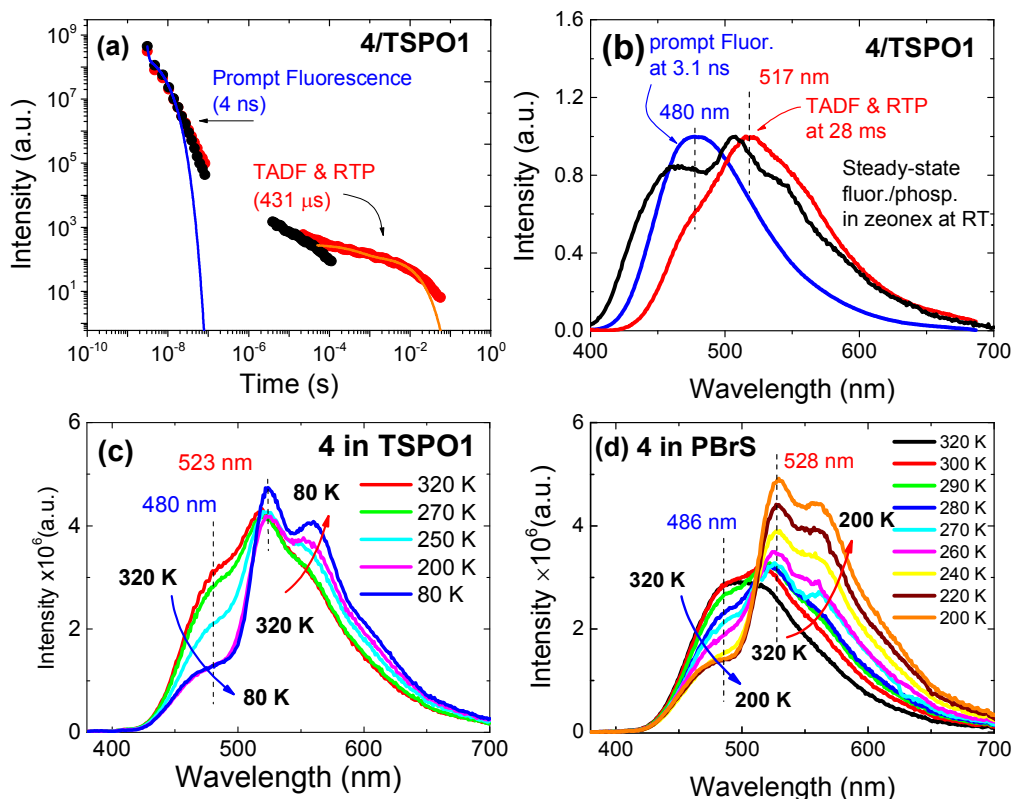 (a)
4/TSPO1
Intensity (a.u.)
10^9
10^7
10^5
10^3
10^1
Prompt Fluorescence
(4 ns)
TADF & RTP
(431 μs)
10^-10
10^-8
10^-6
10^-4
10^-2
10^0
Time (s)
(b)
4/TSPO1
Intensity (a.u.)
1.6
1.2
0.8
0.4
0.0
prompt Fluor.
at 3.1 ns
517 nm
480 nm
TADF & RTP
at 28 ms
Steady-state
fluor./phosp.
in zeonex at RT
400
500
600
700
Wavelength (nm)
(c)
4 in TSPO1
Intensity x10^6(a.u.)
6
4
2
0
523 nm
480 nm
80 K
320 K
320 K
80 K
320 K
270 K
250 K
200 K
80 K
400
500
600
700
Wavelength (nm)
(d)
4 in PBrS
Intensity ×10^6(a.u.)
6
4
2
0
528 nm
486 nm
200 K
320 K
320 K
200 K
320 K
300 K
290 K
280 K
270 K
260 K
240 K
220 K
200 K
400
500
600
700
Wavelength (nm)